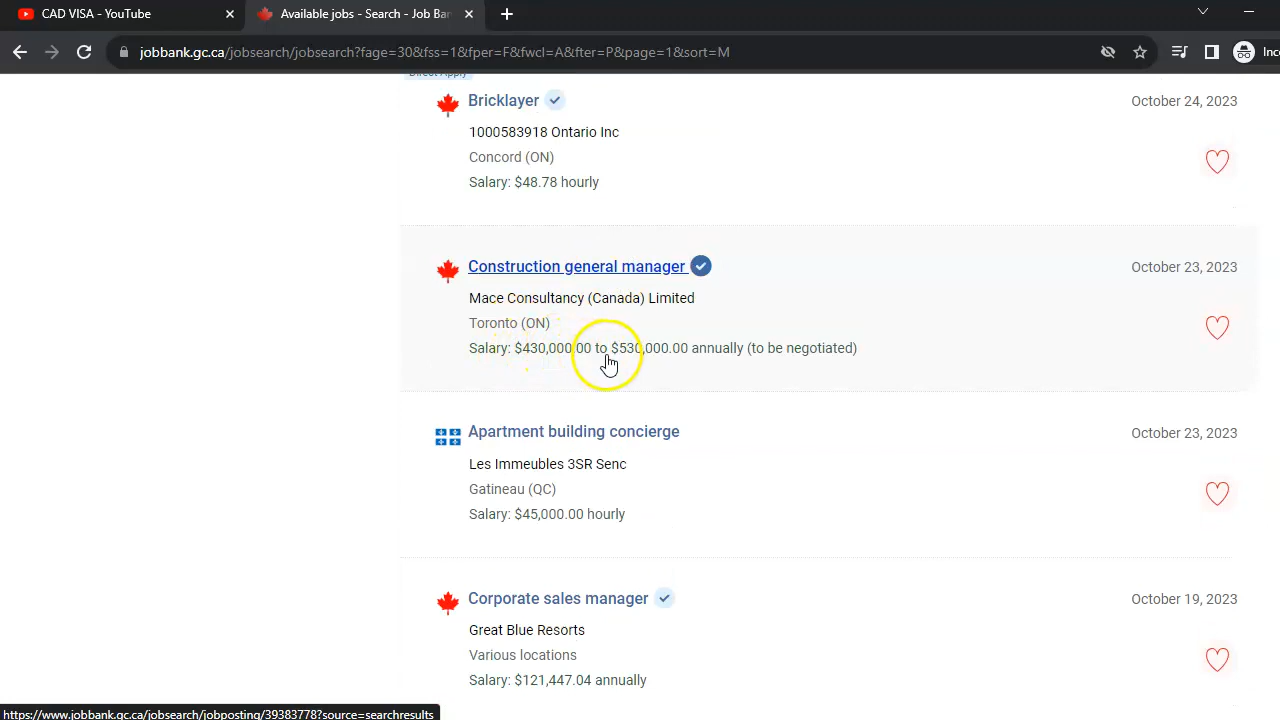 CAD VISA - YouTube
Available jobs - Search - Job Ban
jobbank.gc.ca/jobsearch/jobsearch?fage=30&fss=1&fper=F&fwcl=A&fter=P&page=1&sort=M
Inco
Direct Apply
Bricklayer
October 24, 2023
1000583918 Ontario Inc
Concord (ON)
Salary: $48.78 hourly
Construction general manager
October 23, 2023
Mace Consultancy (Canada) Limited
Toronto (ON)
Salary: $430,000.00 to $530,000.00 annually (to be negotiated)
Apartment building concierge
October 23, 2023
Les Immeubles 3SR Senc
Gatineau (QC)
Salary: $45,000.00 hourly
Corporate sales manager
October 19, 2023
Great Blue Resorts
Various locations
Salary: $121,447.04 annually
https://www.jobbank.gc.ca/jobsearch/jobposting/39383778?source=searchresults